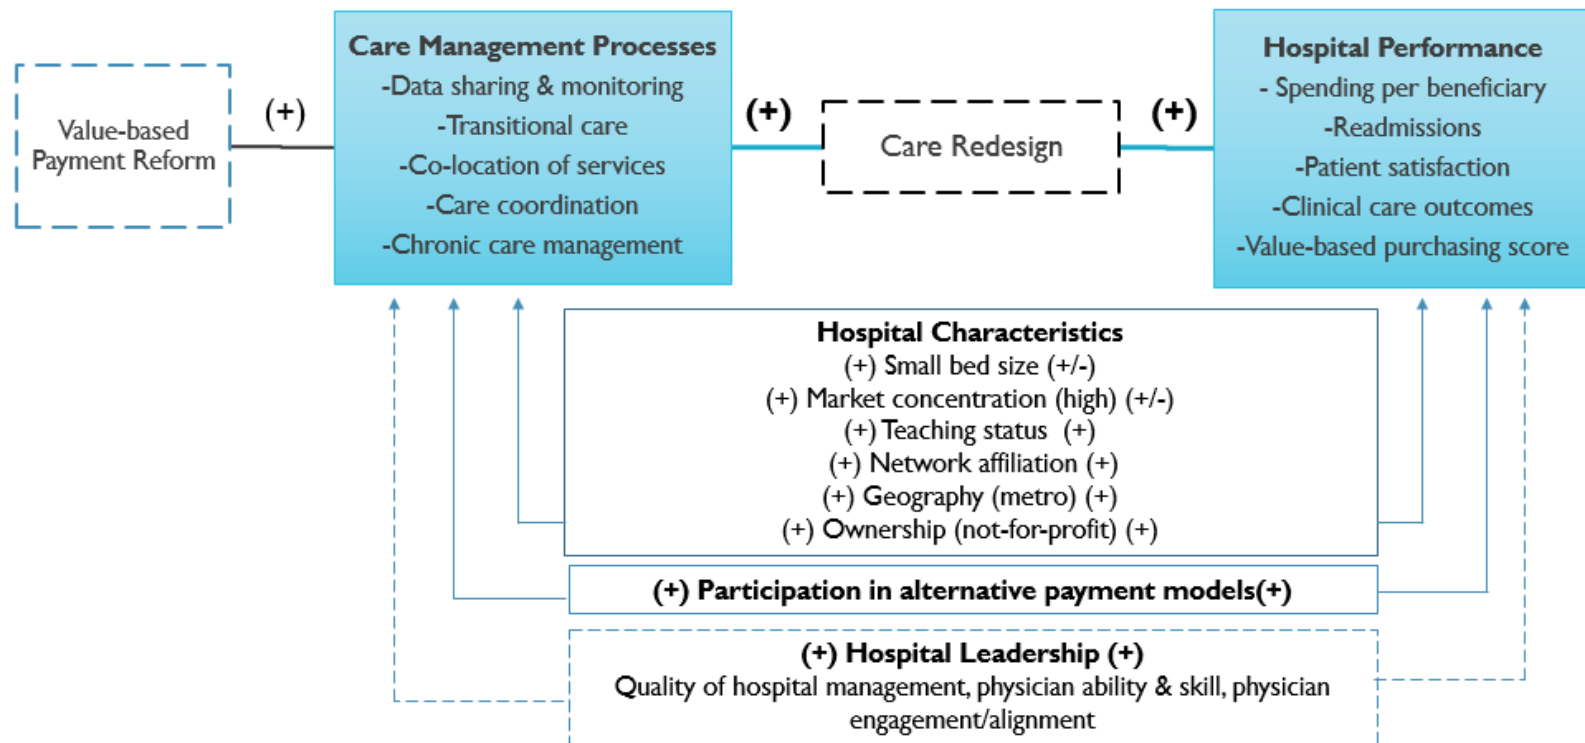 Value-based
Payment Reform
(+)
Care Management Processes
-Data sharing & monitoring
-Transitional care
-Co-location of services
-Care coordination
-Chronic care management
(+)
Care Redesign
(+)
Hospital Performance
- Spending per beneficiary
-Readmissions
-Patient satisfaction
-Clinical care outcomes
-Value-based purchasing score
Hospital Characteristics
(+) Small bed size (+/-)
(+) Market concentration (high) (+/-)
(+) Teaching status (+)
(+) Network affiliation (+)
(+) Geography (metro) (+)
(+) Ownership (not-for-profit) (+)
(+) Participation in alternative payment models(+)
(+) Hospital Leadership (+)
Quality of hospital management, physician ability & skill, physician
engagement/alignment